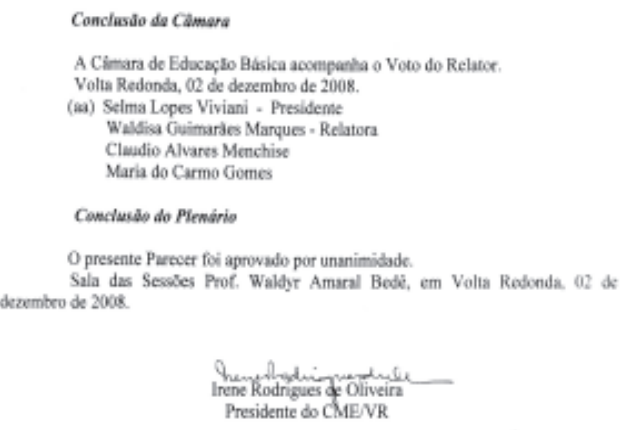 Conclusão da Câmara
A Câmara de Educação Básica acompanha o Voto do Relator.
Volta Redonda, 02 de dezembro de 2008.
(aa) Selma Lopes Viviani - Presidente
Waldisa Guimarães Marques - Relatora
Claudio Alvares Menchise
Maria do Carmo Gomes
Conclusão do Plenário
O presente Parecer foi aprovado por unanimidade.
Sala das Sessões Prof. Waldyr Amaral Bedê, em Volta Redonda, 02 de
dezembro de 2008.
Irene Rodrigues de Oliveira
Presidente do CME/VR